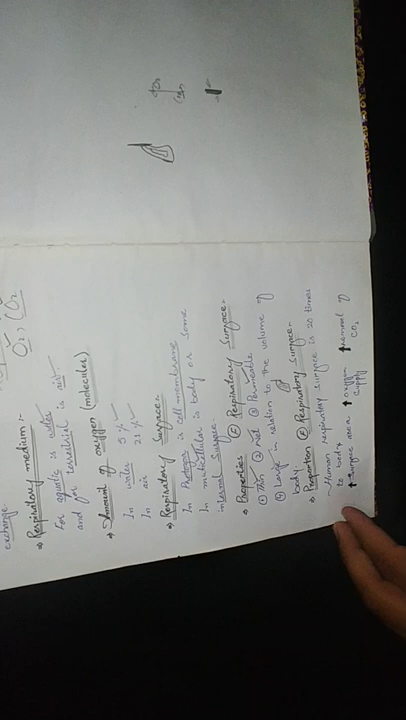 exchange.
O₂, CO₂
⇒ Respiratory medium :-
For aquatic is water
and for terrestrial is air
⇒ Amount of oxygen (molecules)
In water 5 %
In air 21 %
⇒ Respiratory Surface.
In is cell membrane
In multicellular is body or some
internal surface.
⇒ Properties of Respiratory Surface.
① Thin ② Wet ③ Permeable
④ Large in relation to the volume of
body.
⇒ Proportion of Respiratory surface.
~Human respiratory surface is 20 times
to body
↑ surface area ↑ oxygen supply ↑ removal of CO₂